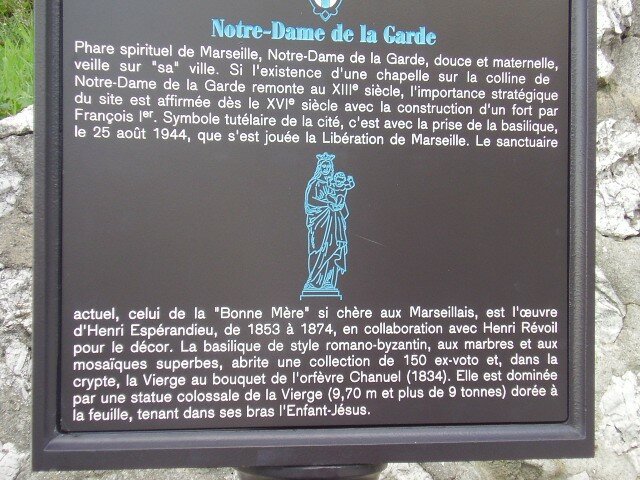 Notre-Dame de la Garde
Phare spirituel de Marseille, Notre-Dame de la Garde, douce et maternelle,
veille sur "sa" ville. Si l'existence d'une chapelle sur la colline de
Notre-Dame de la Garde remonte au XIIIe siècle, l'importance stratégique
du site est affirmée dès le XVIe siècle avec la construction d'un fort par
François Ier. Symbole tutélaire de la cité, c'est avec la prise de la basilique,
le 25 août 1944, que s'est jouée la Libération de Marseille. Le sanctuaire
actuel, celui de la "Bonne Mère" si chère aux Marseillais, est l'œuvre
d'Henri Espérandieu, de 1853 à 1874, en collaboration avec Henri Révoil
pour le décor. La basilique de style romano-byzantin, aux marbres et aux
mosaïques superbes, abrite une collection de 150 ex-voto et, dans la
crypte, la Vierge au bouquet de l'orfèvre Chanuel (1834). Elle est dominée
par une statue colossale de la Vierge (9,70 m et plus de 9 tonnes) dorée à
la feuille, tenant dans ses bras l'Enfant-Jésus.